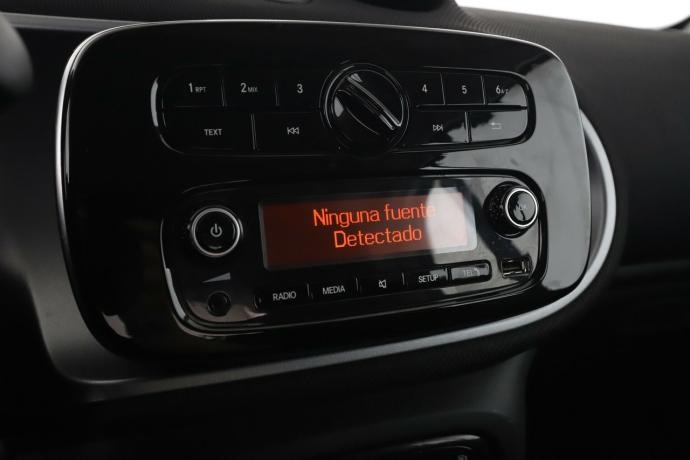 1 RPT 2 MIX 3 4 5 6
TEXT
Ninguna fuente
Detectado
RADIO MEDIA SETUP TEL